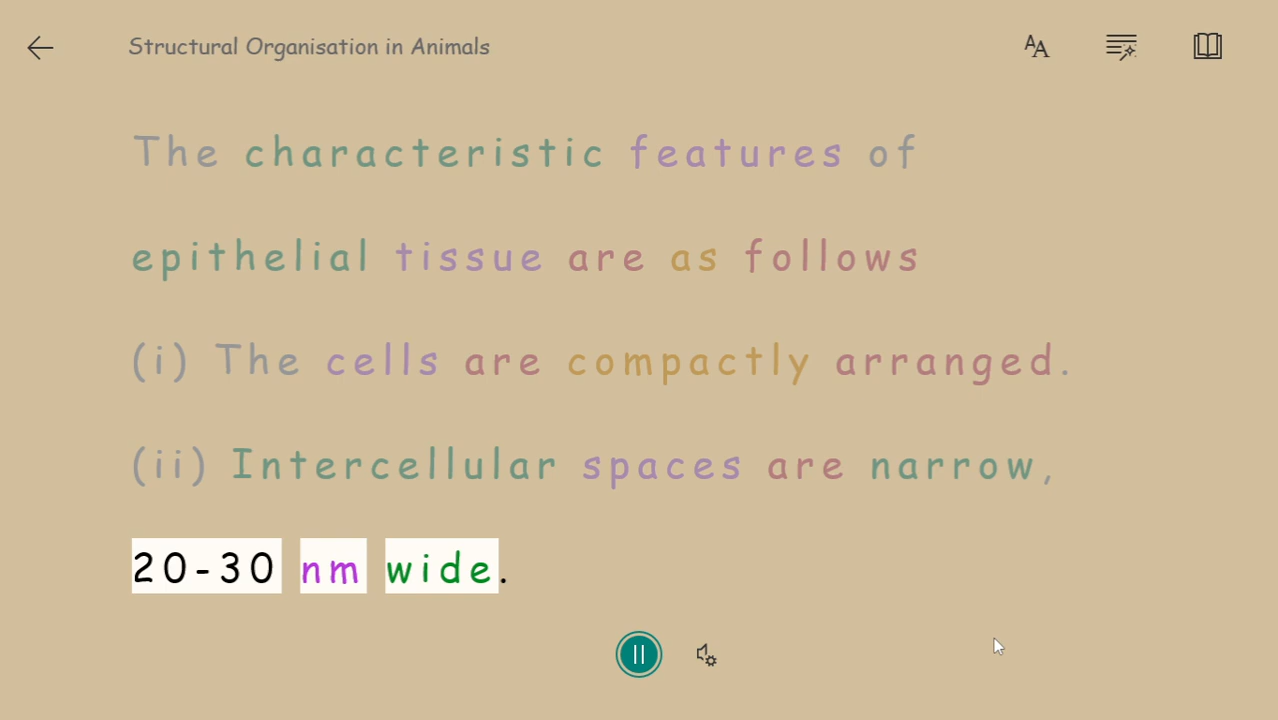 Structural Organisation in Animals
The characteristic features of
epithelial tissue are as follows
(i) The cells are compactly arranged.
(ii) Intercellular spaces are narrow,
20-30 nm wide.